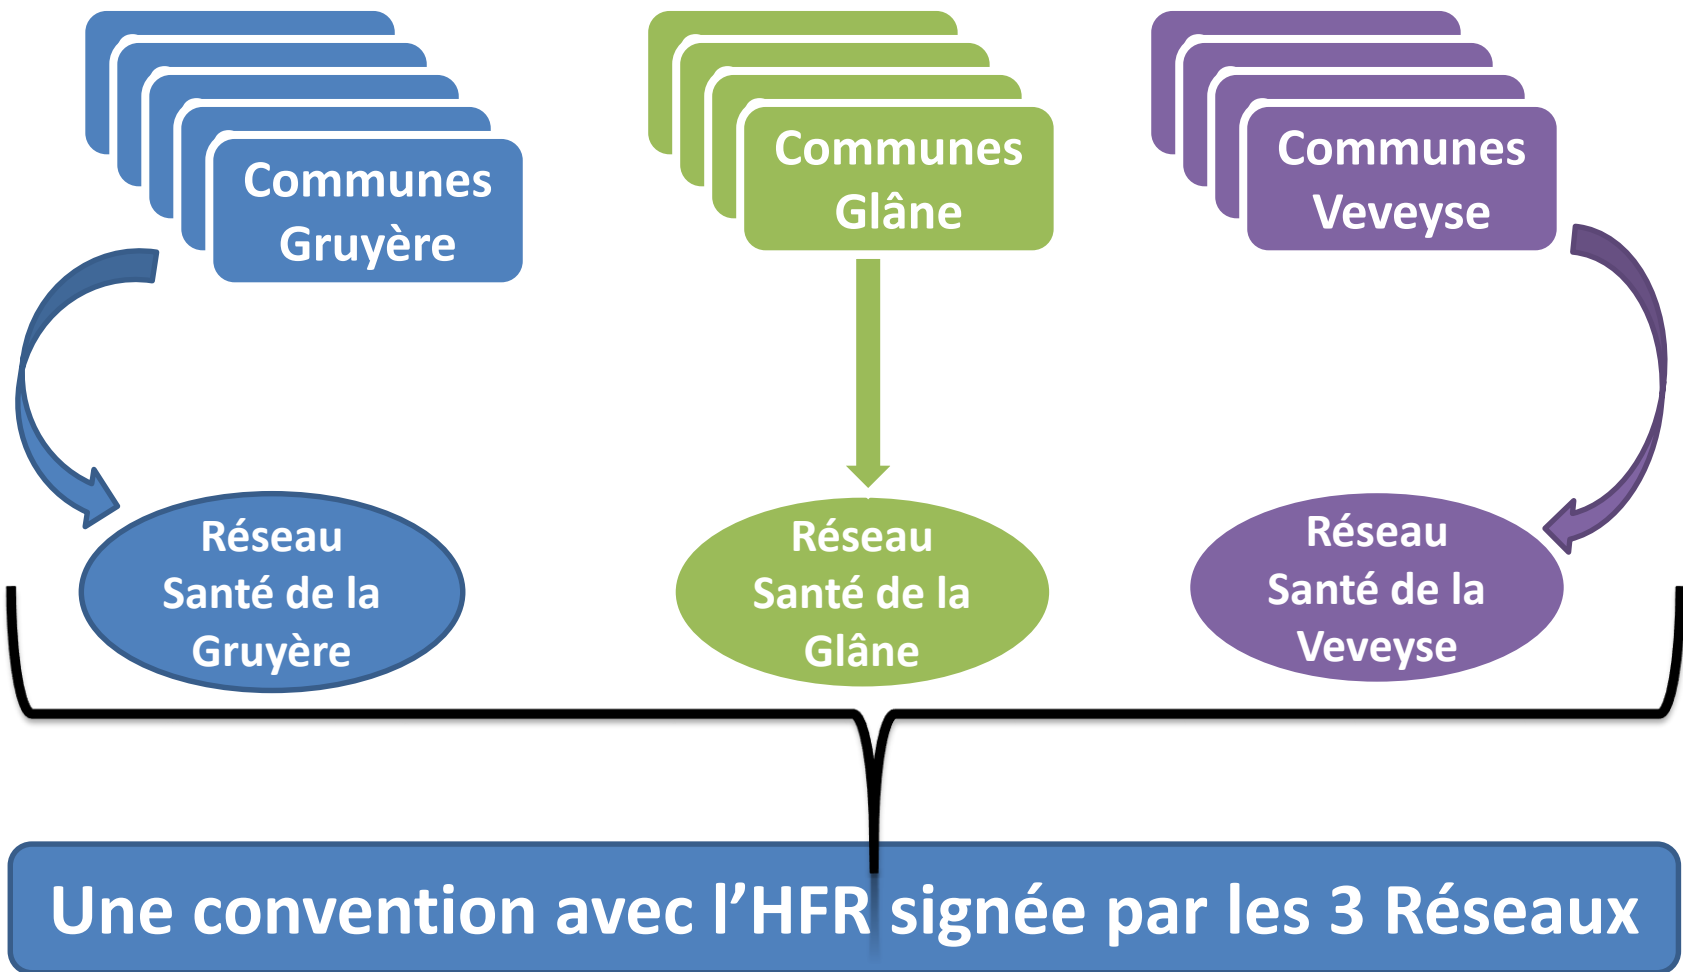 Communes
Gruyère
Communes
Glâne
Communes
Veveyse
Réseau
Santé de la
Gruyère
Réseau
Santé de la
Glâne
Réseau
Santé de la
Veveyse
Une convention avec l’HFR signée par les 3 Réseaux